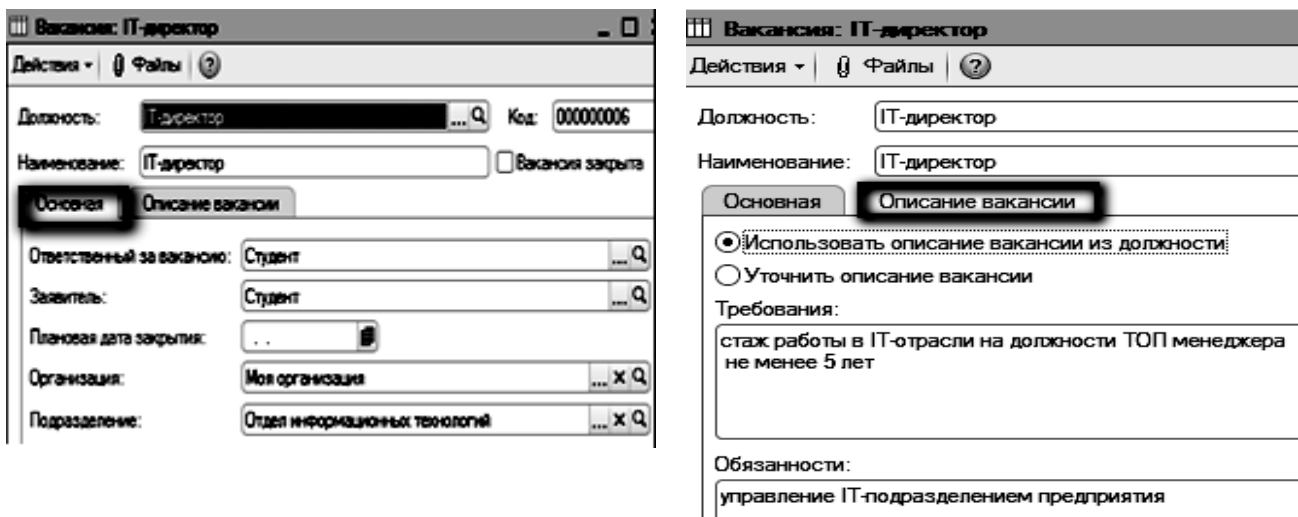 Вакансия: IT-директор
Действия Файлы ?
Должность: IT-директор ... Код: 000000006
Наименование: IT-директор Вакансия закрыта
Основная Описание вакансии
Ответственный за вакансию: Студент ...
Заявитель: Студент ...
Плановая дата закрытия: . .
Организация: Моя организация ... x
Подразделение: Отдел информационных технологий ... x
Вакансия: IT-директор
Действия Файлы ?
Должность: IT-директор
Наименование: IT-директор
Основная Описание вакансии
Использовать описание вакансии из должности
Уточнить описание вакансии
Требования:
стаж работы в IT-отрасли на должности ТОП менеджера
не менее 5 лет
Обязанности:
управление IT-подразделением предприятия